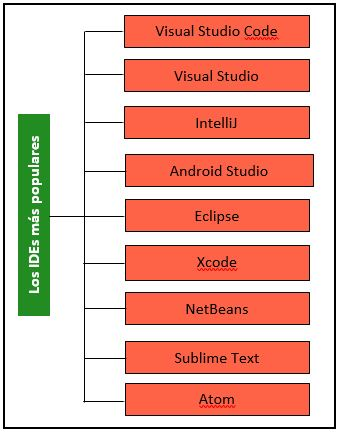 Los IDEs más populares
Visual Studio Code
Visual Studio
IntelliJ
Android Studio
Eclipse
Xcode
NetBeans
Sublime Text
Atom